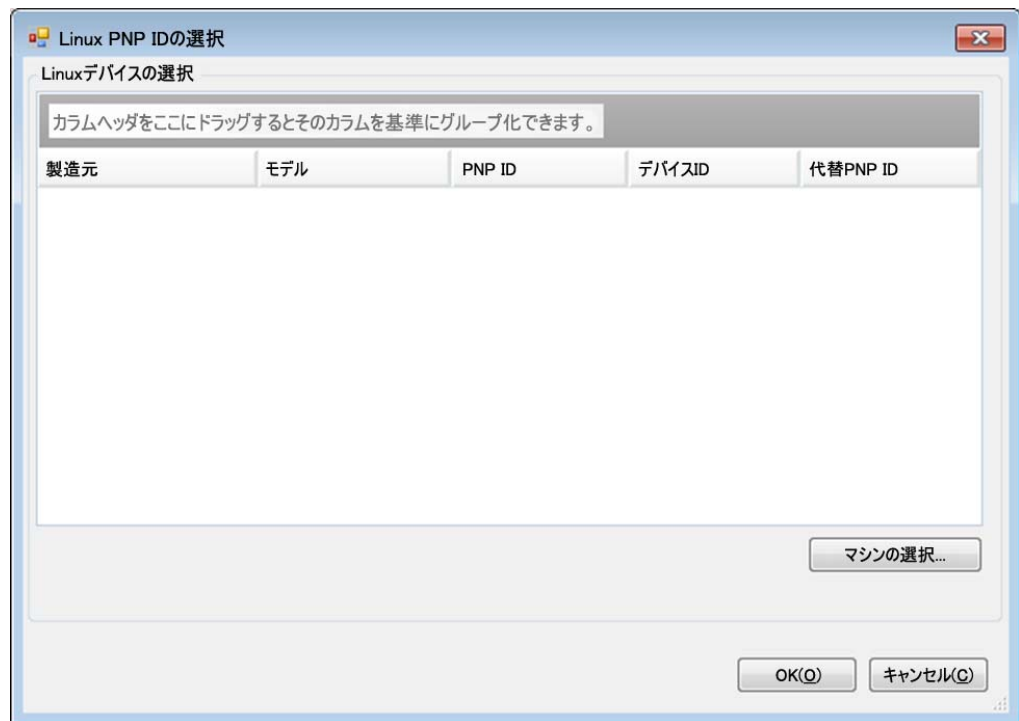 Linux PNP IDの選択
Linuxデバイスの選択
カラムヘッダをここにドラッグするとそのカラムを基準にグループ化できます。
製造元 モデル PNP ID デバイスID 代替PNP ID
マシンの選択...
OK(O) キャンセル(C)